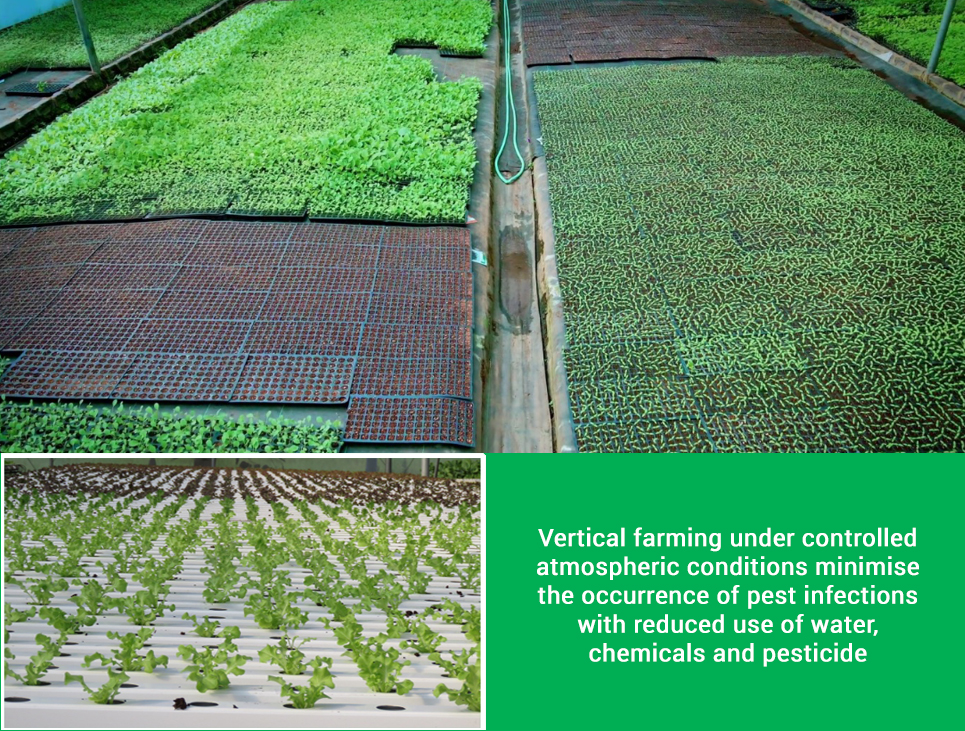 Vertical farming under controlled
atmospheric conditions minimise
the occurrence of pest infections
with reduced use of water,
chemicals and pesticide